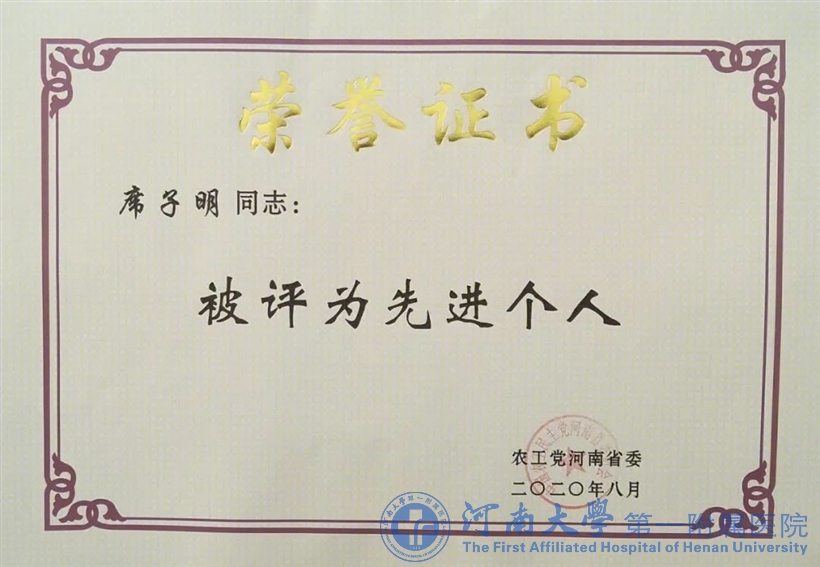 荣誉证书
席子明 同志：
被评为先进个人
农工党河南省委
二〇二〇年八月
河南大学第一附属医院
The First Affiliated Hospital of Henan University